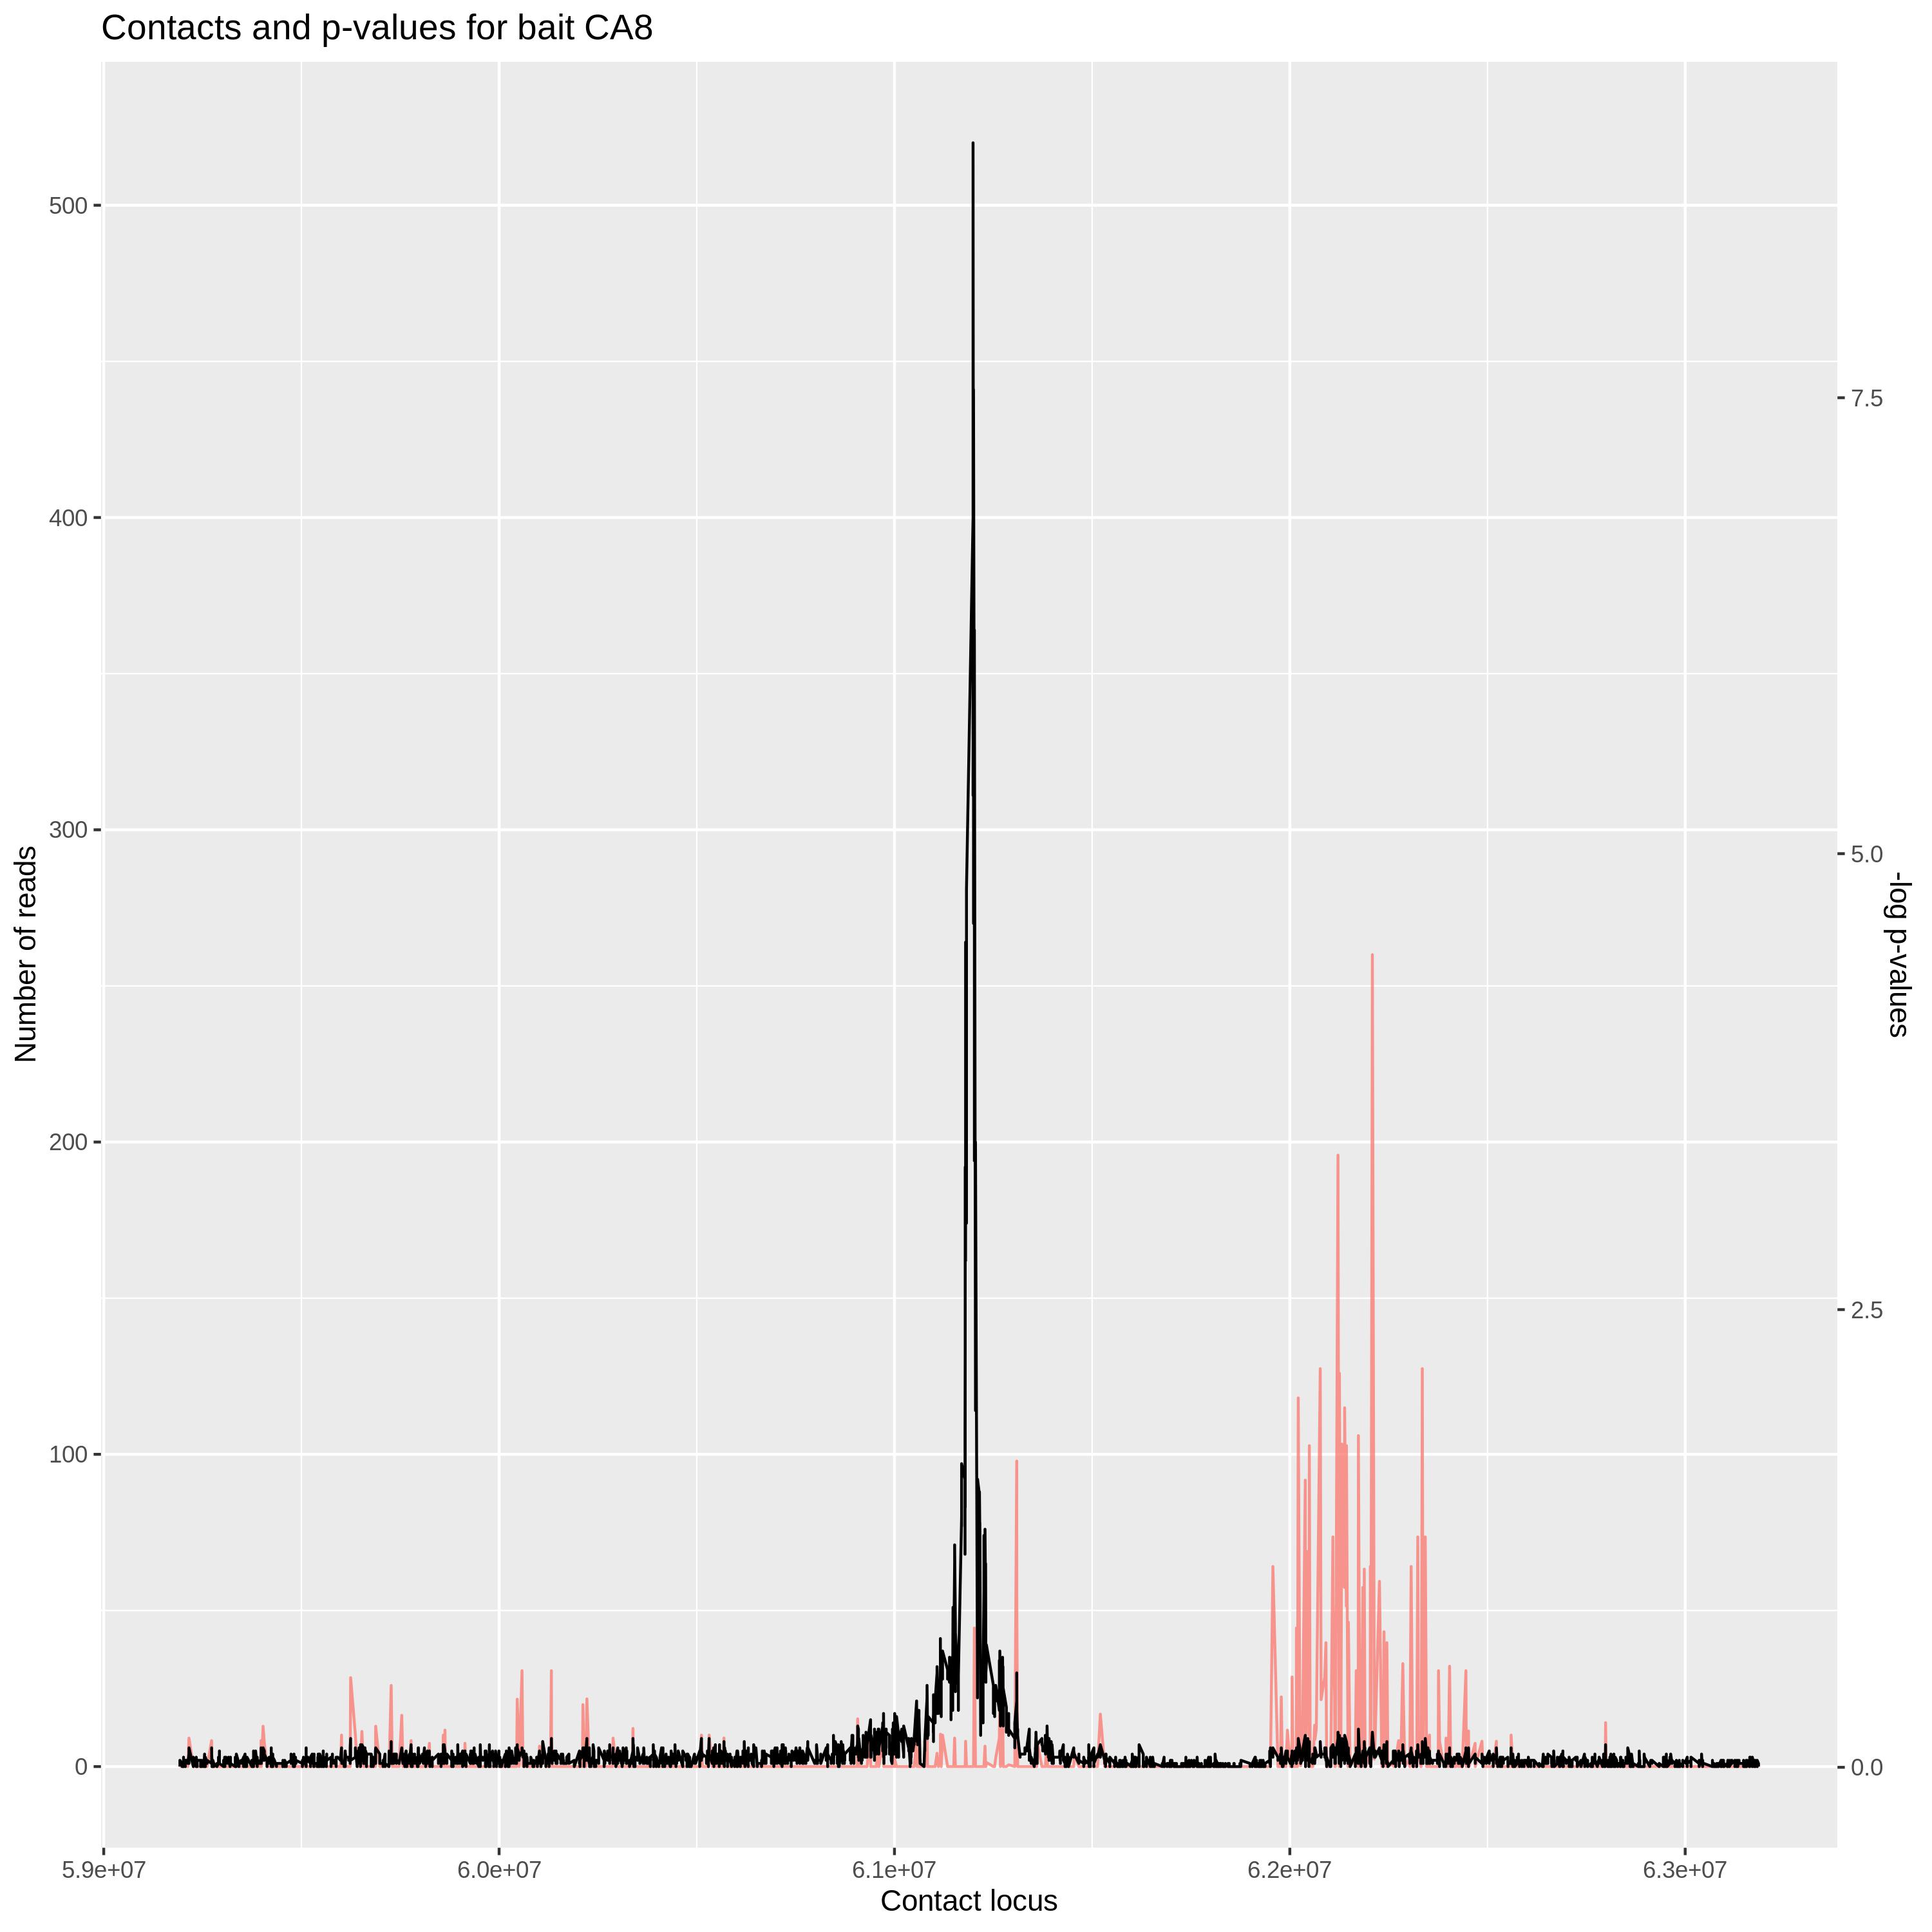 Contacts and p-values for bait CA8
500
400
300
200
100
0
Number of reads
7.5
5.0
2.5
0.0
-log p-values
5.9e+07 6.0e+07 6.1e+07 6.2e+07 6.3e+07
Contact locus